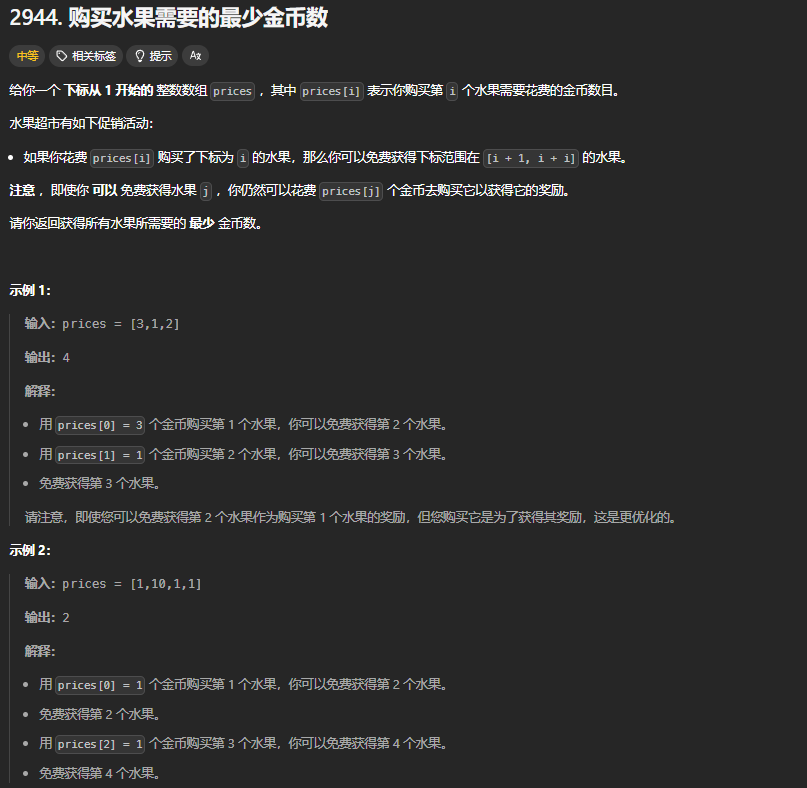 2944. 购买水果需要的最少金币数
中等 相关标签 提示 Ax
给你一个 下标从 1 开始的 整数数组 prices ，其中 prices[i] 表示你购买第 i 个水果需要花费的金币数目。
水果超市有如下促销活动：
• 如果你花费 prices[i] 购买了下标为 i 的水果，那么你可以免费获得下标范围在 [i + 1, i + i] 的水果。
注意 ，即使你 可以 免费获得水果 j ，你仍然可以花费 prices[j] 个金币去购买它以获得它的奖励。
请你返回获得所有水果所需要的 最少 金币数。
示例 1：
输入：prices = [3,1,2]
输出：4
解释：
• 用 prices[0] = 3 个金币购买第 1 个水果，你可以免费获得第 2 个水果。
• 用 prices[1] = 1 个金币购买第 2 个水果，你可以免费获得第 3 个水果。
• 免费获得第 3 个水果。
请注意，即使您可以免费获得第 2 个水果作为购买第 1 个水果的奖励，但您购买它是为了获得其奖励，这是更优化的。
示例 2：
输入：prices = [1,10,1,1]
输出：2
解释：
• 用 prices[0] = 1 个金币购买第 1 个水果，你可以免费获得第 2 个水果。
• 免费获得第 2 个水果。
• 用 prices[2] = 1 个金币购买第 3 个水果，你可以免费获得第 4 个水果。
• 免费获得第 4 个水果。